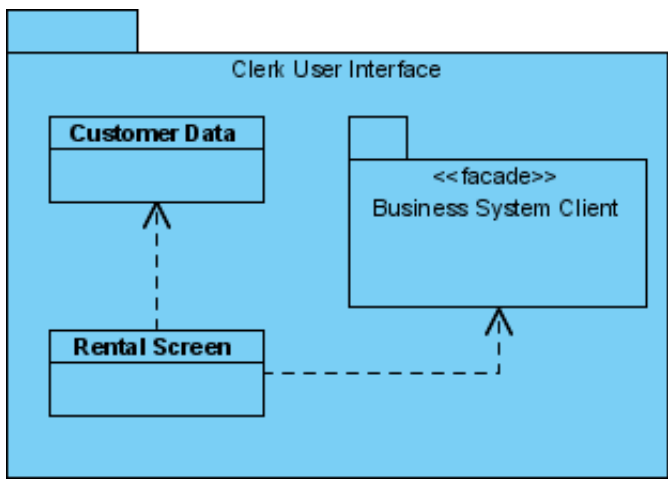 Clerk User Interface
Customer Data
<<facade>>
Business System Client
Rental Screen